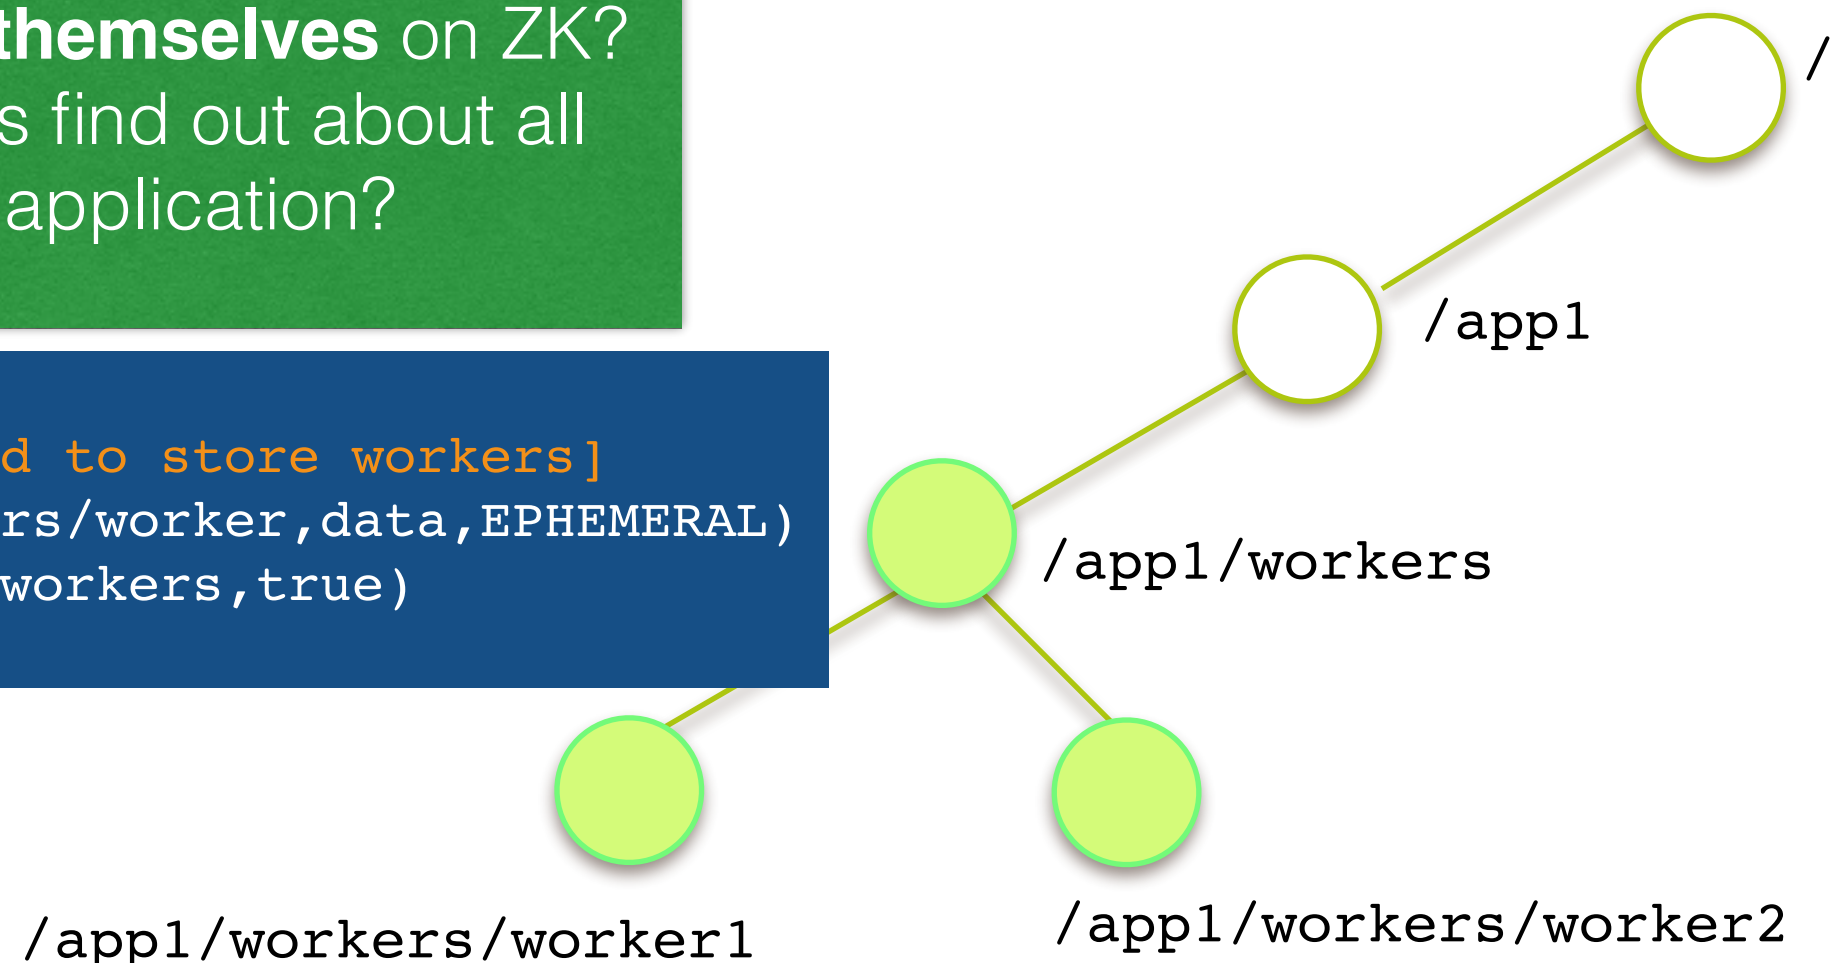 themselves on ZK?
s find out about all
application?
d to store workers]
rs/worker,data,EPHEMERAL)
workers,true)
/
/app1
/app1/workers
/app1/workers/worker1
/app1/workers/worker2